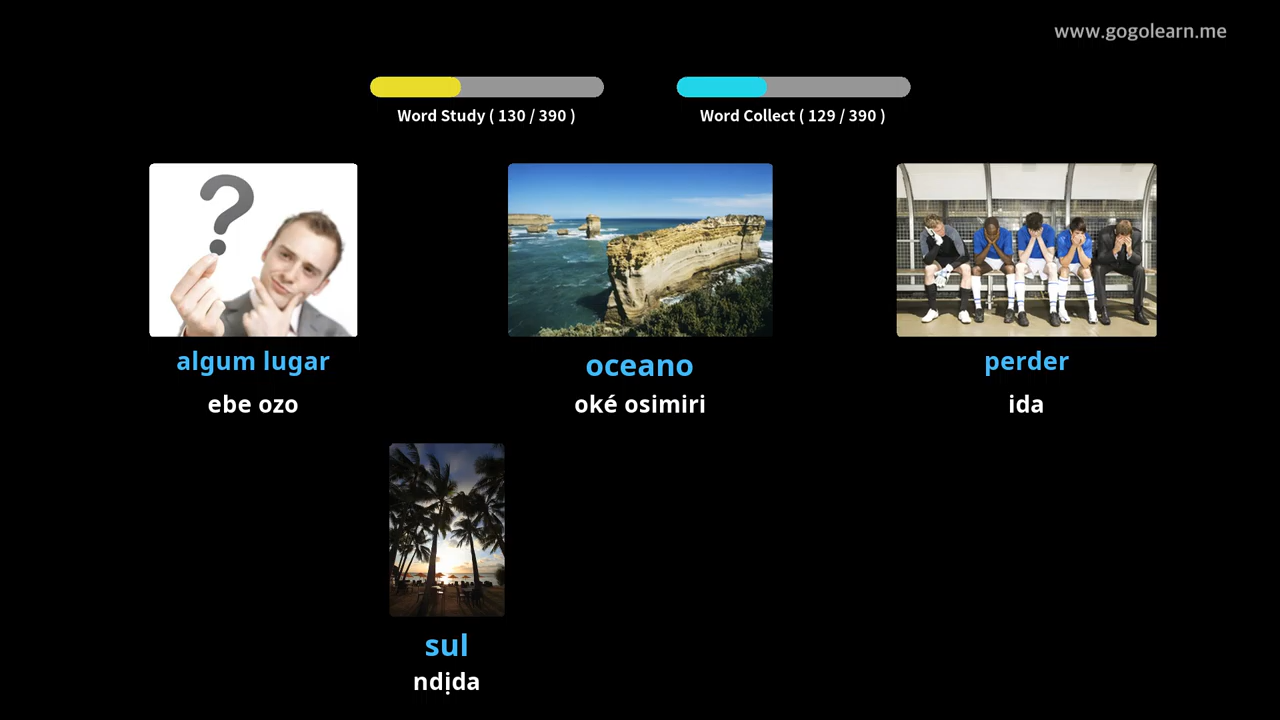 www.gogolearn.me
Word Study ( 130 / 390 )
Word Collect ( 129 / 390 )
algum lugar
ebe ozo
oceano
oké osimiri
perder
ida
sul
ndịda